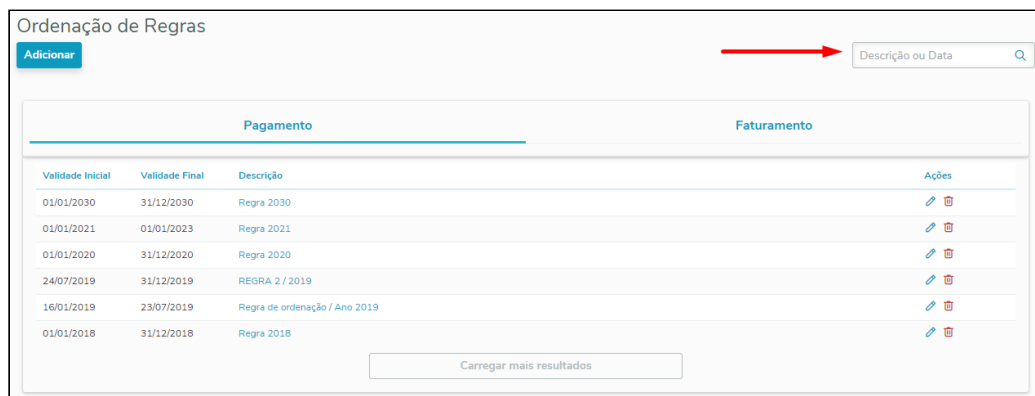 Ordenação de Regras
Adicionar
Descrição ou Data
Pagamento Faturamento
Validade Inicial Validade Final Descrição Ações
01/01/2030 31/12/2030 Regra 2030
01/01/2021 01/01/2023 Regra 2021
01/01/2020 31/12/2020 Regra 2020
24/07/2019 31/12/2019 REGRA 2 / 2019
16/01/2019 23/07/2019 Regra de ordenação / Ano 2019
01/01/2018 31/12/2018 Regra 2018
Carregar mais resultados